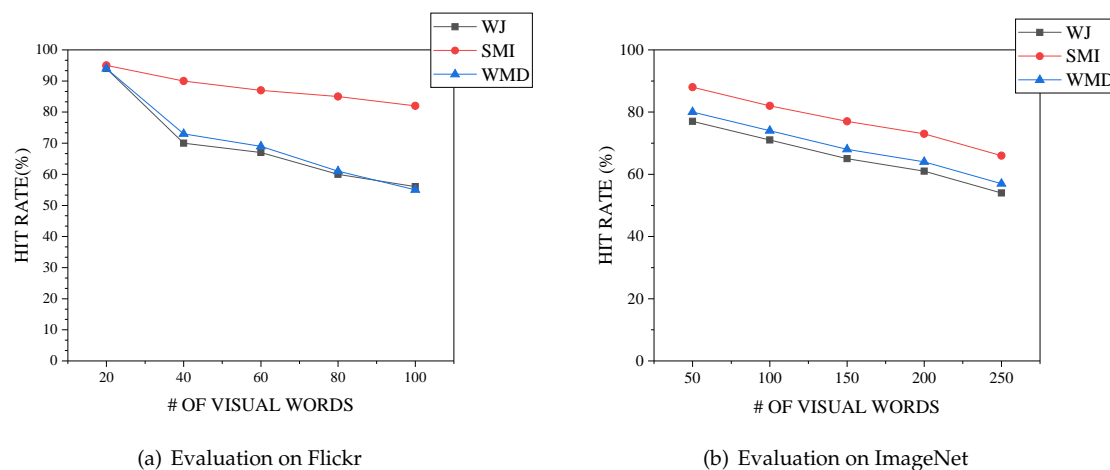 WJ
SMI
WMD
100
90
80
70
60
50
40
30
20
10
0
HIT RATE(%)
20 40 60 80 100
# OF VISUAL WORDS
(a) Evaluation on Flickr
WJ
SMI
WMD
100
80
60
40
20
0
HIT RATE (%)
50 100 150 200 250
# OF VISUAL WORDS
(b) Evaluation on ImageNet